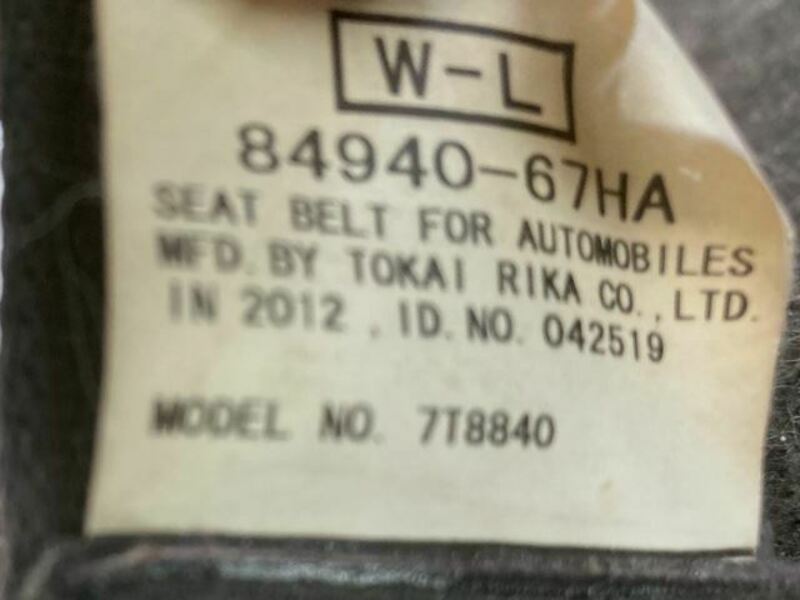 W-L
84940-67HA
SEAT BELT FOR AUTOMOBILES
MFD. BY TOKAI RIKA CO., LTD.
IN 2012 . ID. NO. 042519
MODEL NO. 7T8840